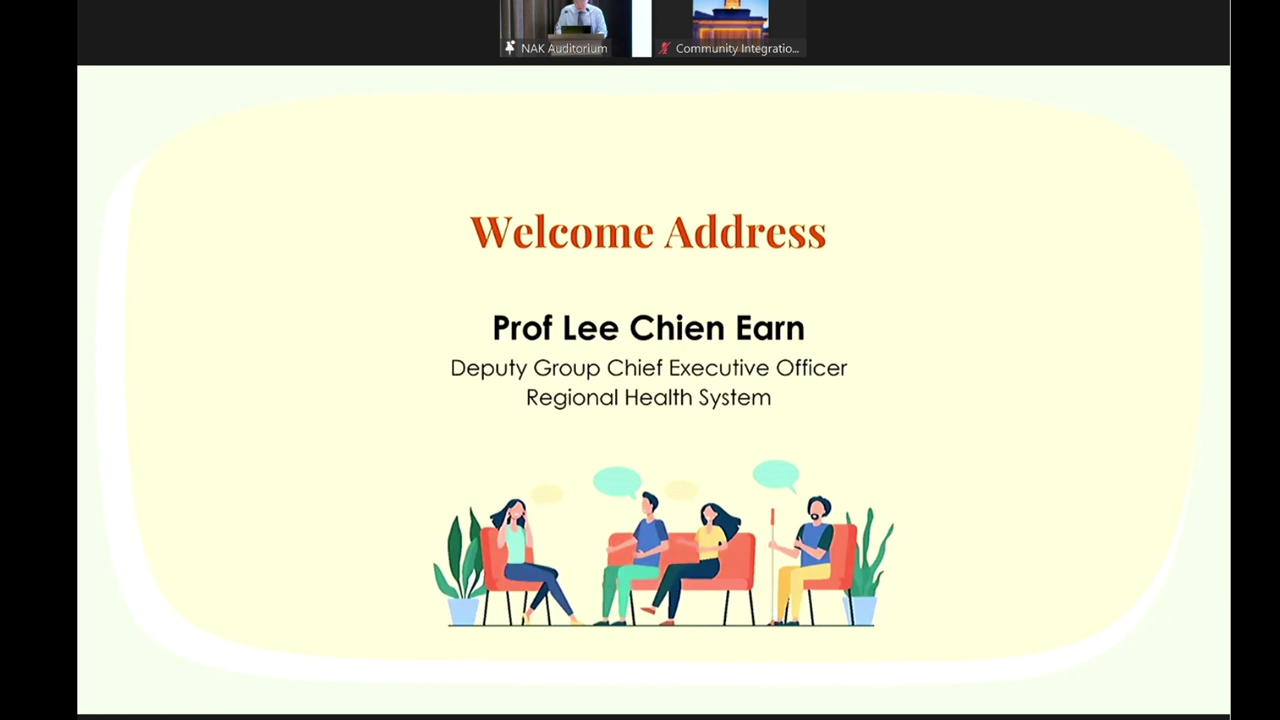 NAK Auditorium
Community Integratio...
Welcome Address
Prof Lee Chien Earn
Deputy Group Chief Executive Officer
Regional Health System